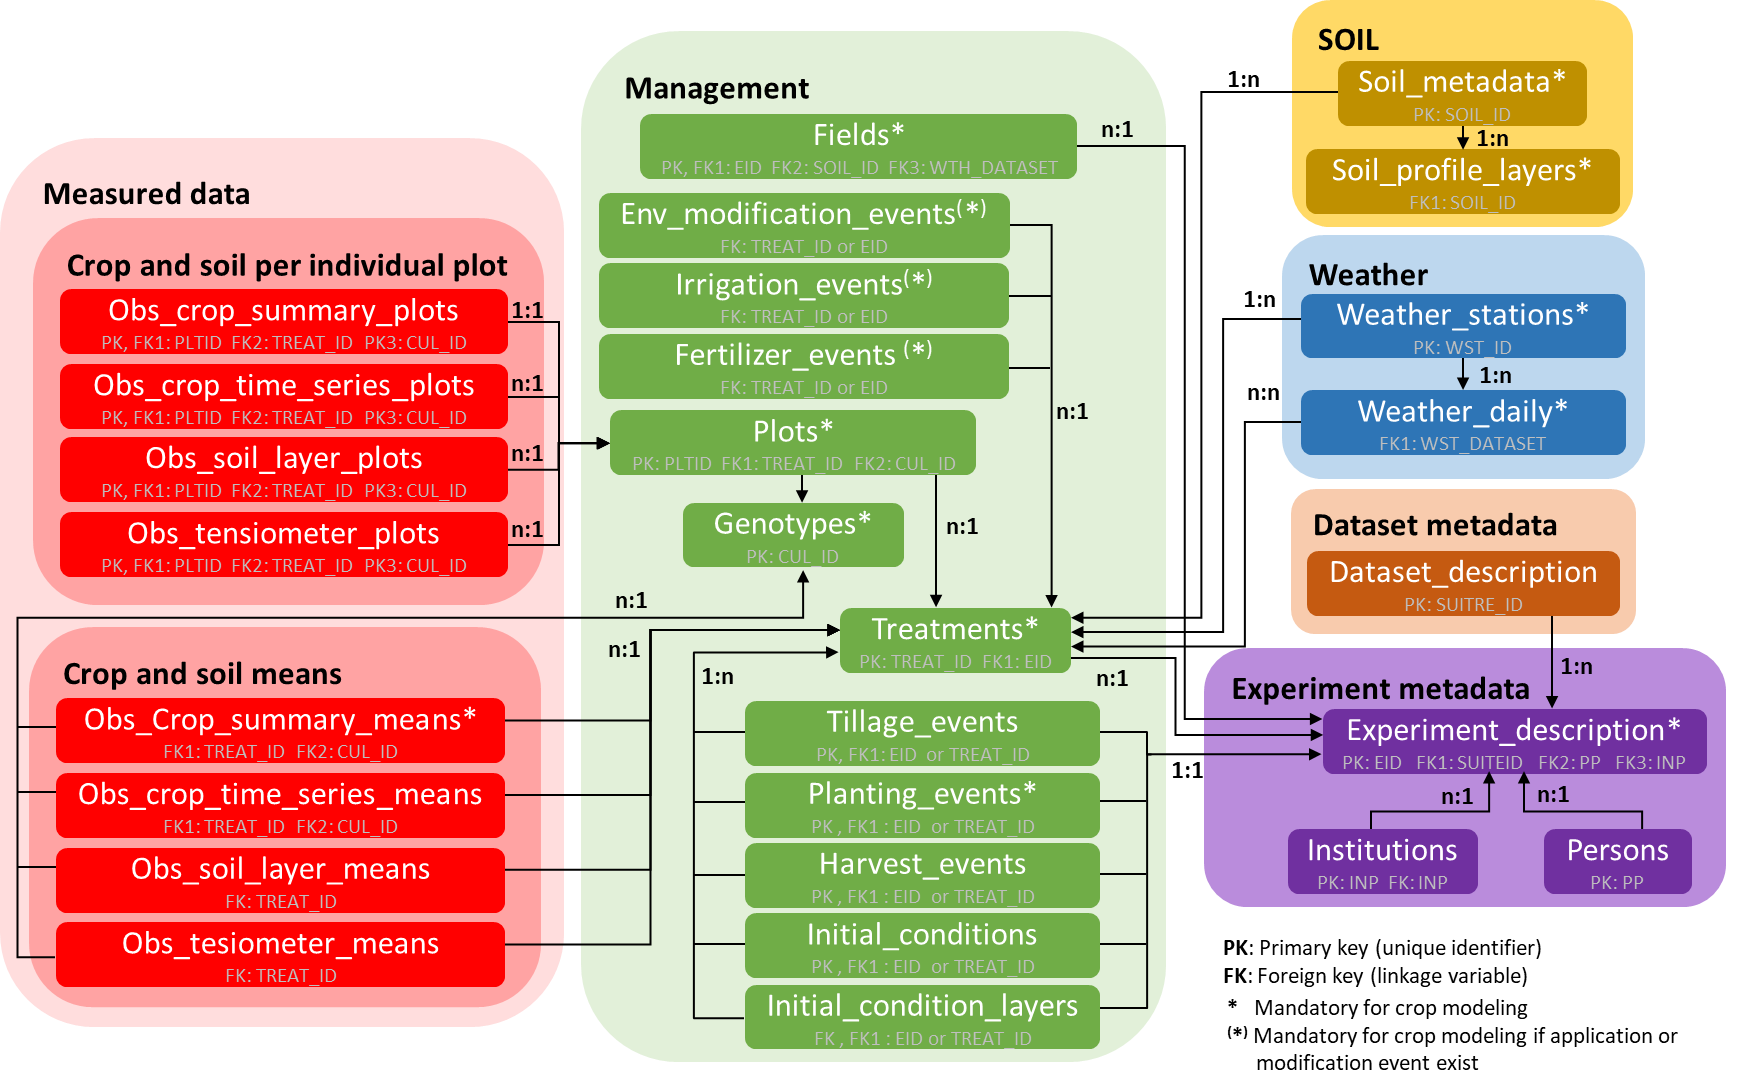 Measured data
Crop and soil per individual plot
Obs_crop_summary_plots
PK, FK1: PLTID FK2: TREAT_ID PK3: CUL_ID
1:1
Obs_crop_time_series_plots
PK, FK1: PLTID FK2: TREAT_ID PK3: CUL_ID
n:1
Obs_soil_layer_plots
PK, FK1: PLTID FK2: TREAT_ID PK3: CUL_ID
n:1
Obs_tensiometer_plots
PK, FK1: PLTID FK2: TREAT_ID PK3: CUL_ID
n:1
n:1
n:1
Crop and soil means
Obs_Crop_summary_means*
FK1: TREAT_ID FK2: CUL_ID
Obs_crop_time_series_means
FK1: TREAT_ID FK2: CUL_ID
Obs_soil_layer_means
FK: TREAT_ID
Obs_tesiometer_means
FK: TREAT_ID
Management
Fields*
PK, FK1: EID FK2: SOIL_ID FK3: WTH_DATASET
n:1
Env_modification_events(*)
FK: TREAT_ID or EID
Irrigation_events(*)
FK: TREAT_ID or EID
Fertilizer_events (*)
FK: TREAT_ID or EID
n:1
Plots*
PK: PLTID FK1: TREAT_ID FK2: CUL_ID
Genotypes*
PK: CUL_ID
n:1
Treatments*
PK: TREAT_ID FK1: EID
1:n
n:1
Tillage_events
PK, FK1: EID or TREAT_ID
Planting_events*
PK , FK1 : EID or TREAT_ID
Harvest_events
PK , FK1 : EID or TREAT_ID
Initial_conditions
PK , FK1 : EID or TREAT_ID
Initial_condition_layers
FK , FK1 : EID or TREAT_ID
1:1
SOIL
1:n
Soil_metadata*
PK: SOIL_ID
1:n
Soil_profile_layers*
FK1: SOIL_ID
Weather
1:n
Weather_stations*
PK: WST_ID
1:n
n:n
Weather_daily*
FK1: WST_DATASET
Dataset metadata
Dataset_description
PK: SUITRE_ID
1:n
Experiment metadata
Experiment_description*
PK: EID FK1: SUITEID FK2: PP FK3: INP
n:1
n:1
Institutions
PK: INP FK: INP
Persons
PK: PP
PK: Primary key (unique identifier)
FK: Foreign key (linkage variable)
* Mandatory for crop modeling
(*) Mandatory for crop modeling if application or
modification event exist